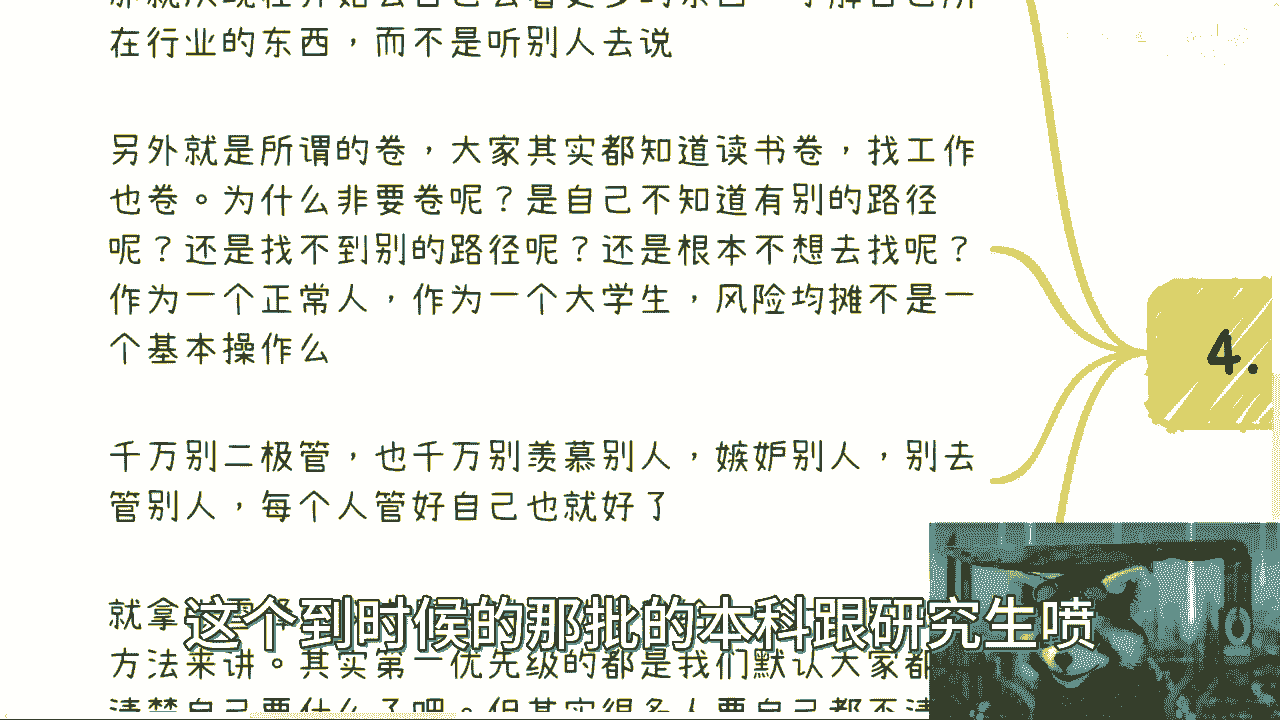 在行业的东西，而不是听别人去说
另外就是所谓的卷，大家其实都知道读书卷，找工作
也卷。为什么非要卷呢？是自己不知道有别的路径
呢？还是找不到别的路径呢？还是根本不想去找呢？
作为一个正常人，作为一个大学生，风险均摊不是一
个基本操作么
4.
千万别二极管，也千万别羡慕别人，嫉妒别人，别去
管别人，每个人管好自己也就好了
就拿
这个到时候的那批的本科跟研究生喷
方法来讲。其实第一优先级的都是我们默认大家都